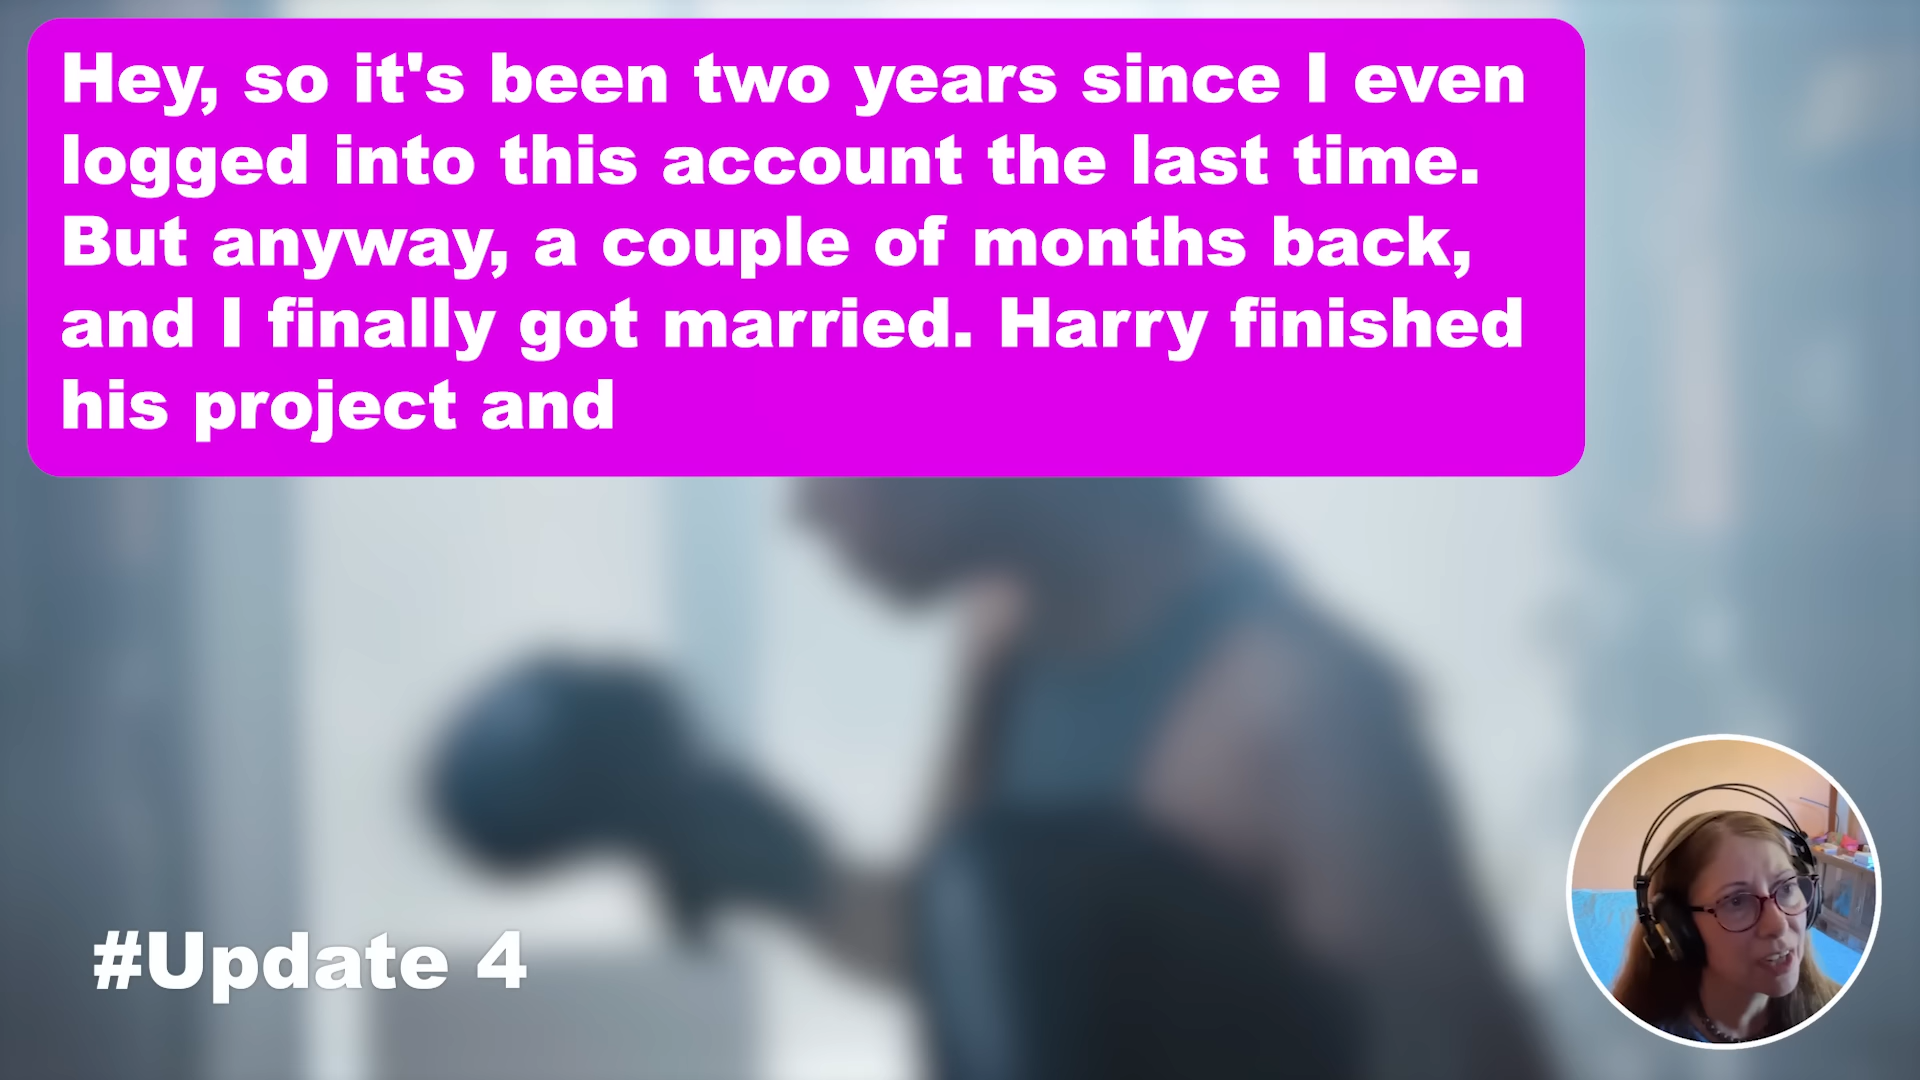 Hey, so it's been two years since I even
logged into this account the last time.
But anyway, a couple of months back,
and I finally got married. Harry finished
his project and
#Update 4